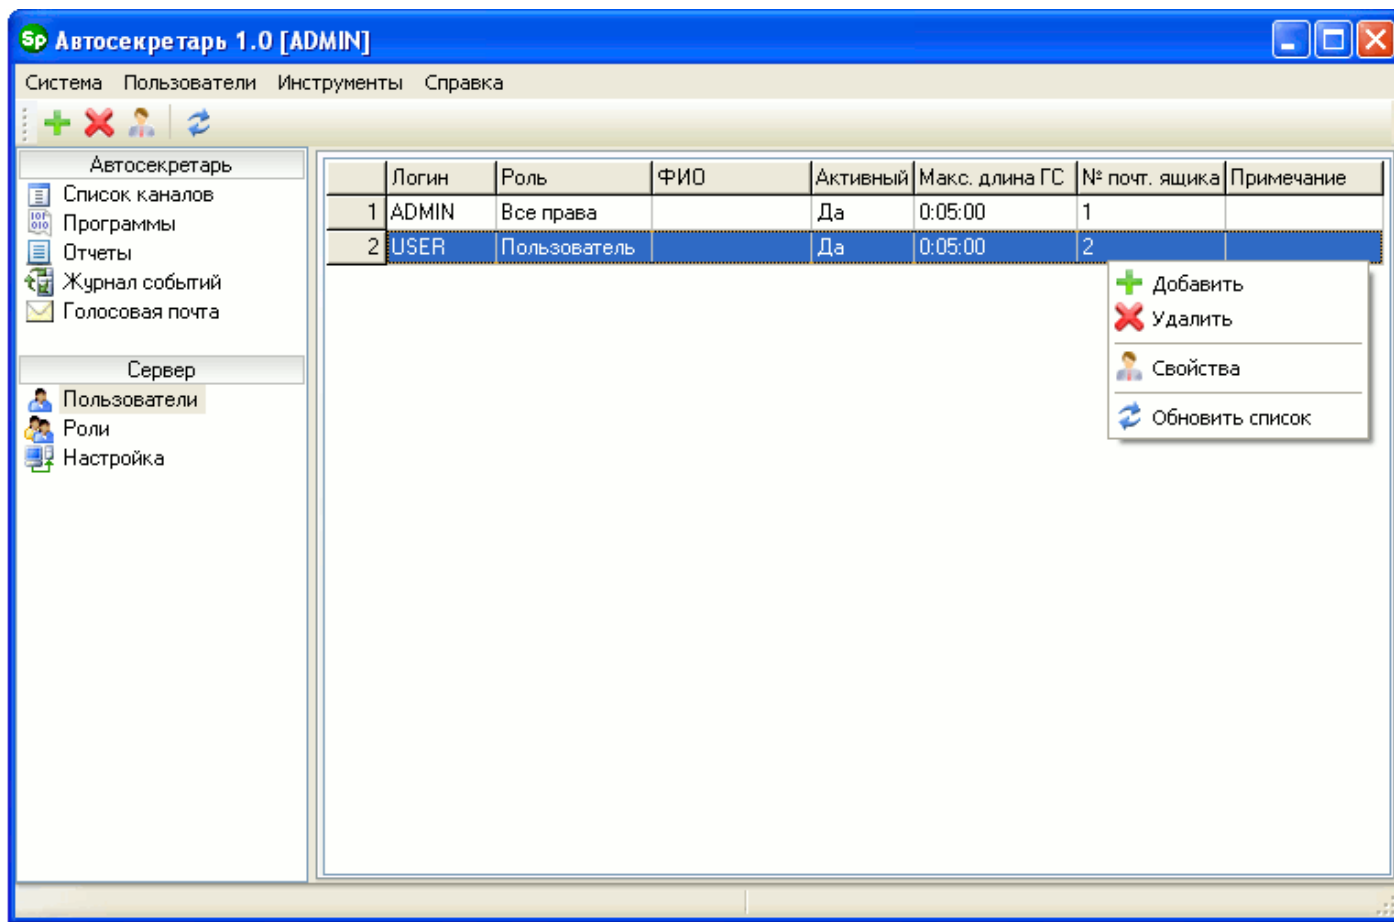 Sp Автосекретарь 1.0 [ADMIN]
Система Пользователи Инструменты Справка
Автосекретарь
Список каналов
Программы
Отчеты
Журнал событий
Голосовая почта
Сервер
Пользователи
Роли
Настройка
Логин Роль ФИО Активный Макс. длина ГС № почт. ящика Примечание
1 ADMIN Все права Да 0:05:00 1
2 USER Пользователь Да 0:05:00 2
Добавить
Удалить
Свойства
Обновить список